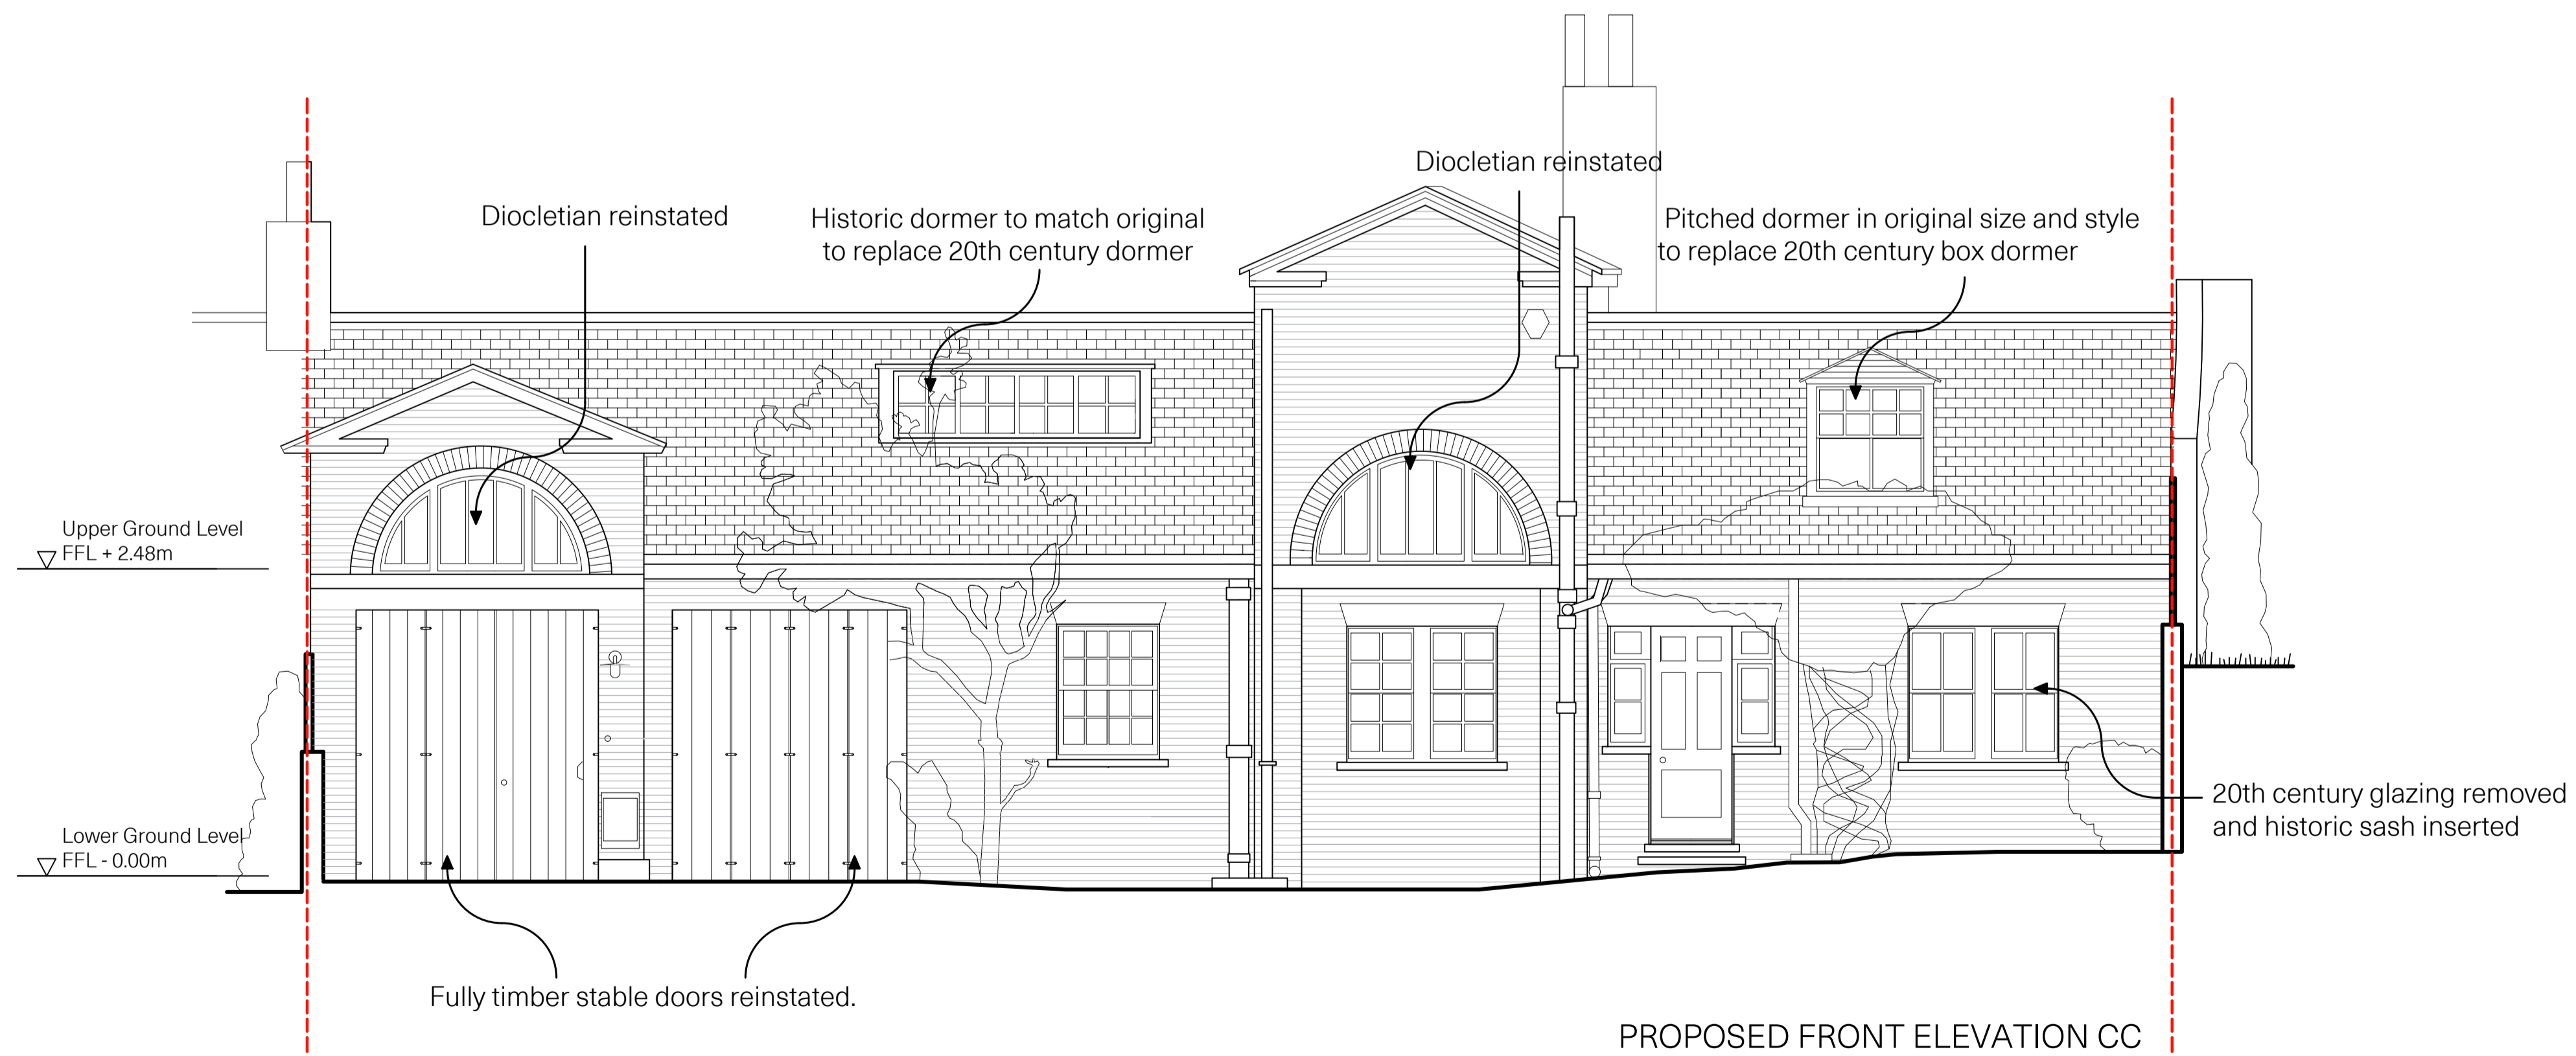 Diocletian reinstated
Diocletian reinstated
Historic dormer to match original
to replace 20th century dormer
Pitched dormer in original size and style
to replace 20th century box dormer
Upper Ground Level
FFL + 2.48m
20th century glazing removed
and historic sash inserted
Lower Ground Level
FFL - 0.00m
Fully timber stable doors reinstated.
PROPOSED FRONT ELEVATION CC